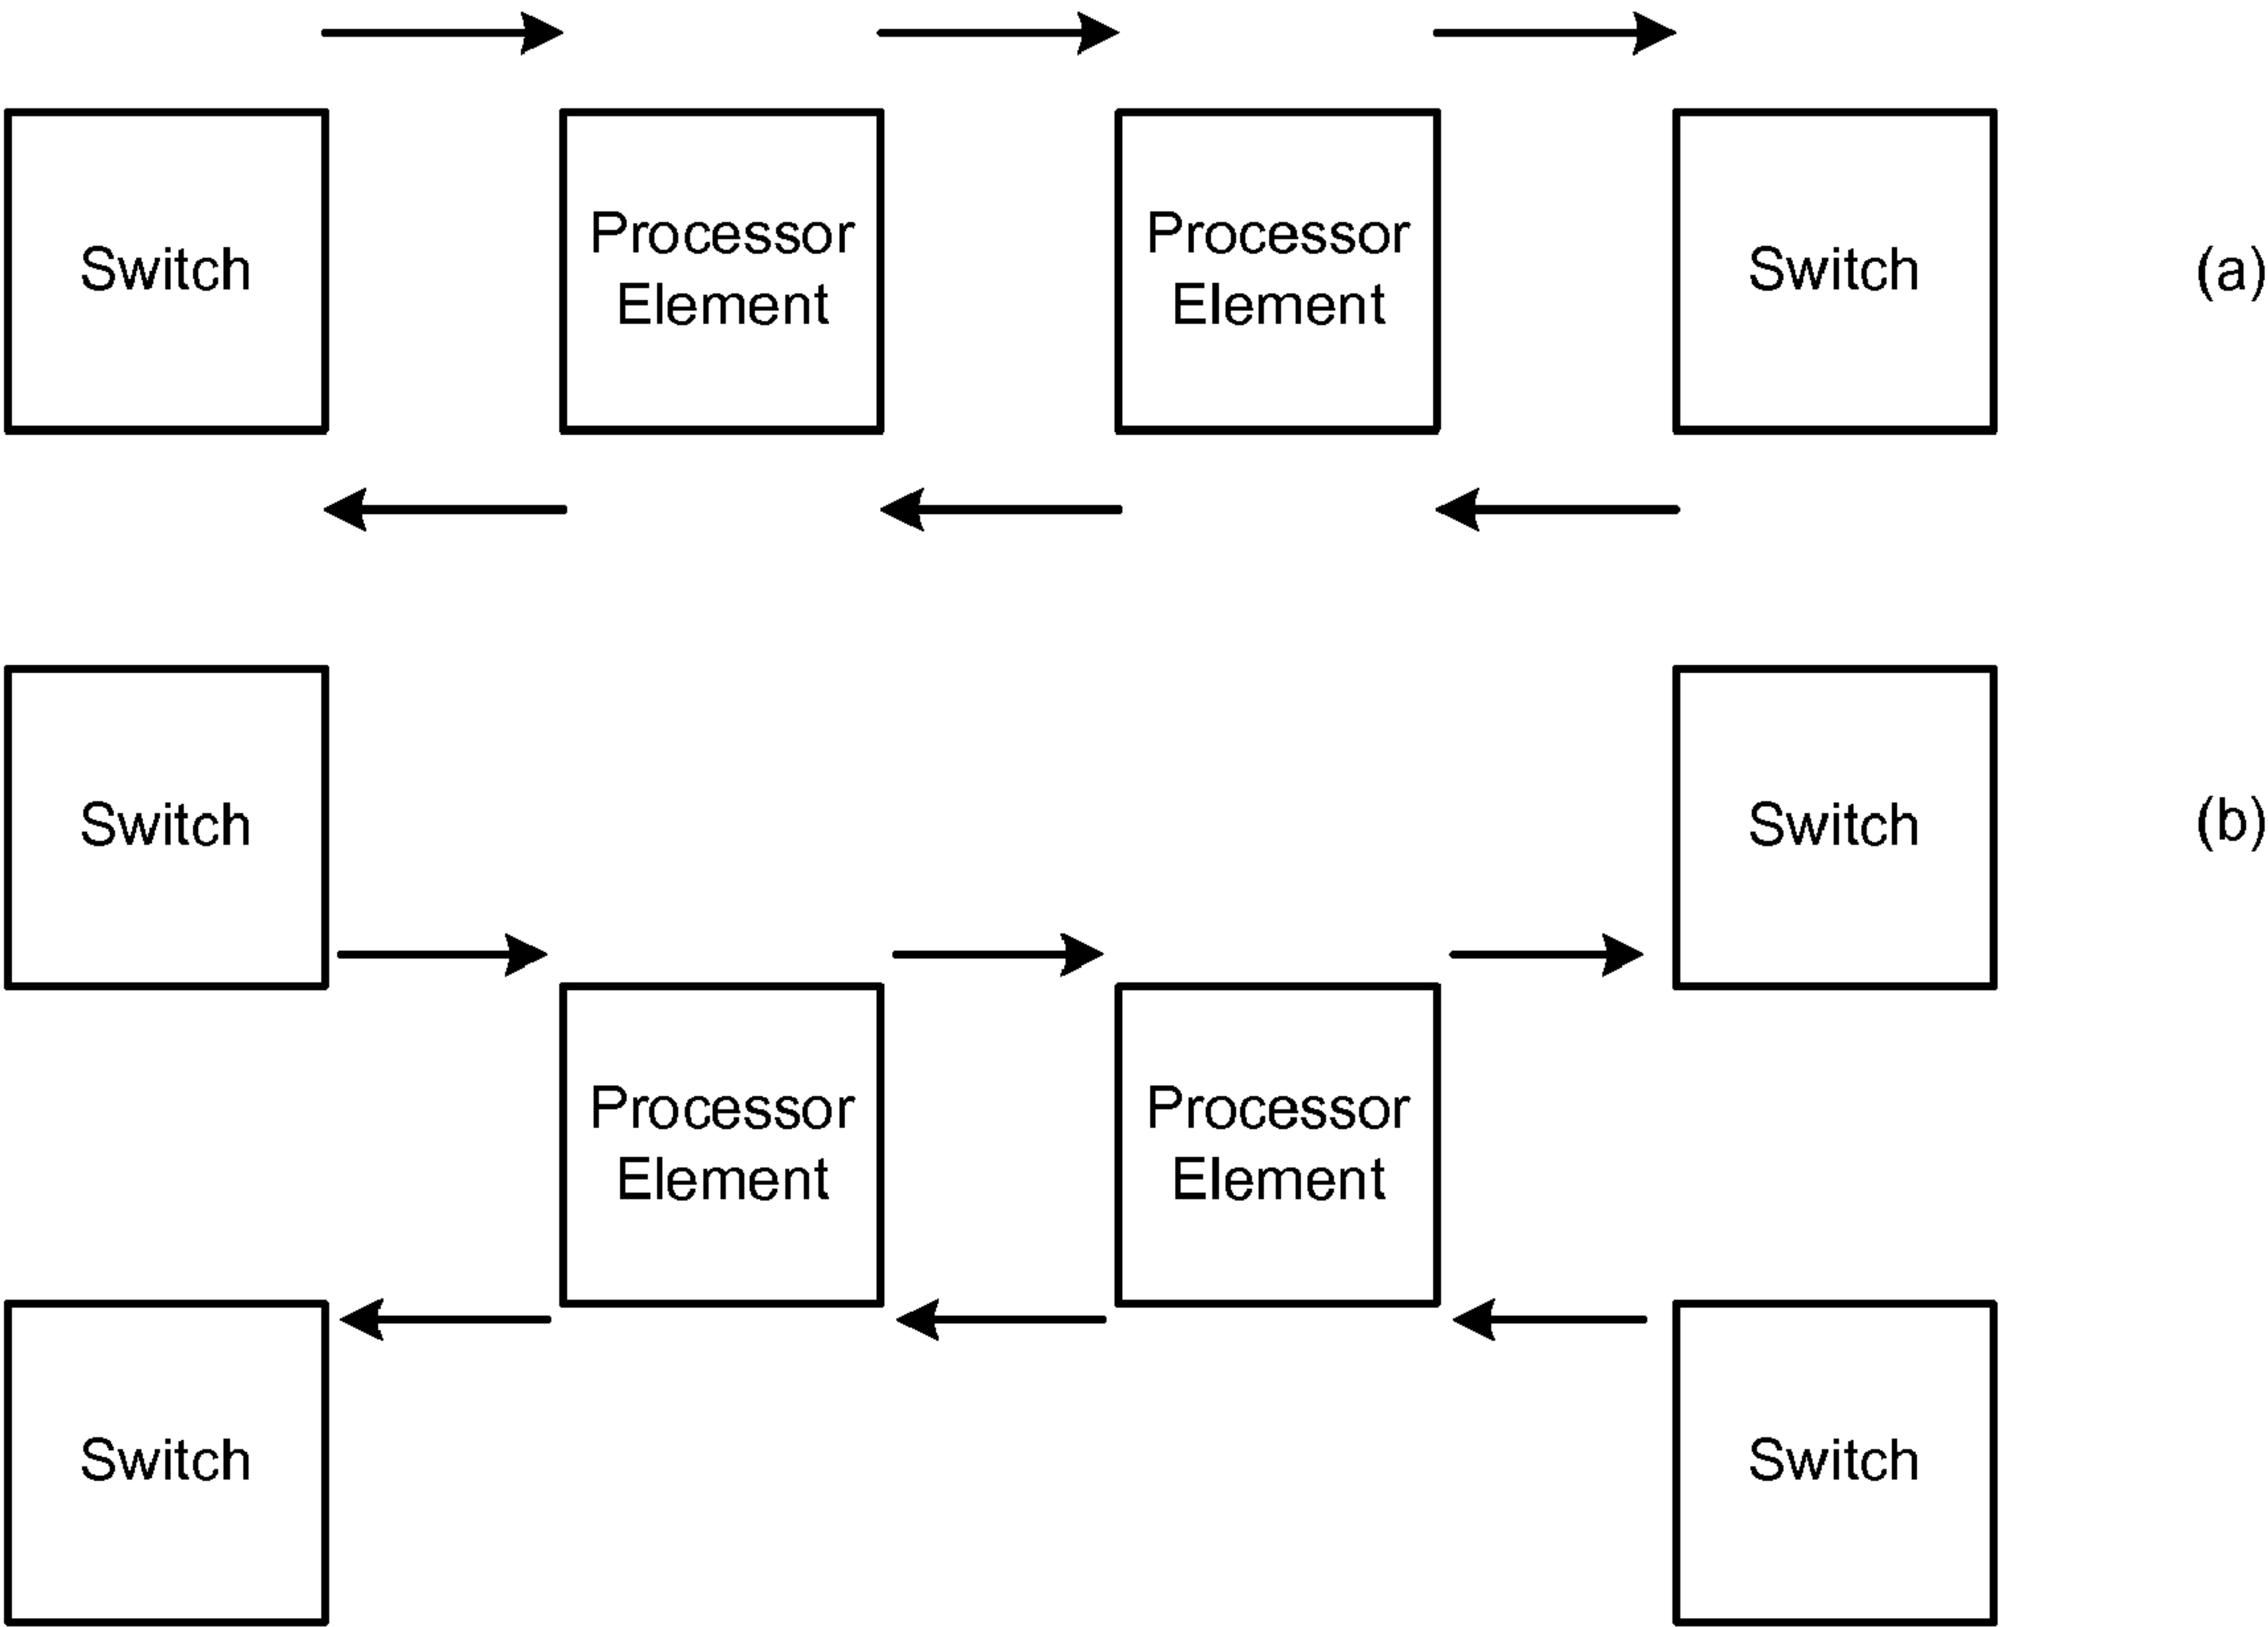 Switch
Processor
Element
Processor
Element
Switch
(a)
Switch
Switch
(b)
Processor
Element
Processor
Element
Switch
Switch